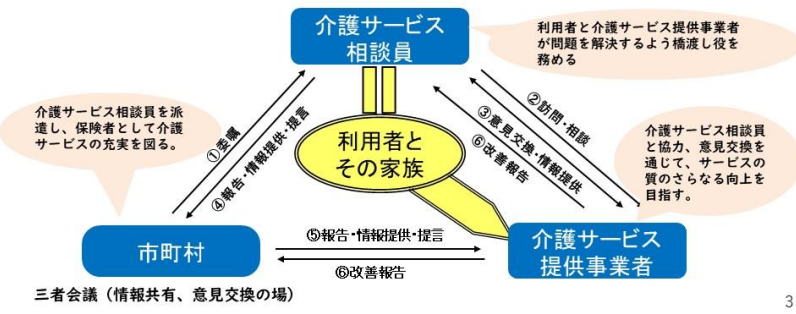 介護サービス
相談員
利用者と介護サービス提供事業者
が問題を解決するよう橋渡し役を
務める
介護サービス相談員を派
遣し、保険者として介護
サービスの充実を図る。
①委嘱
④報告・情報提供・提言
利用者と
その家族
②訪問・相談
③意見交換・情報提供
⑥改善報告
介護サービス相談員
と協力、意見交換を
通じて、サービスの
質のさらなる向上を
目指す。
市町村
⑤報告・情報提供・提言
⑥改善報告
介護サービス
提供事業者
三者会議（情報共有、意見交換の場）
3